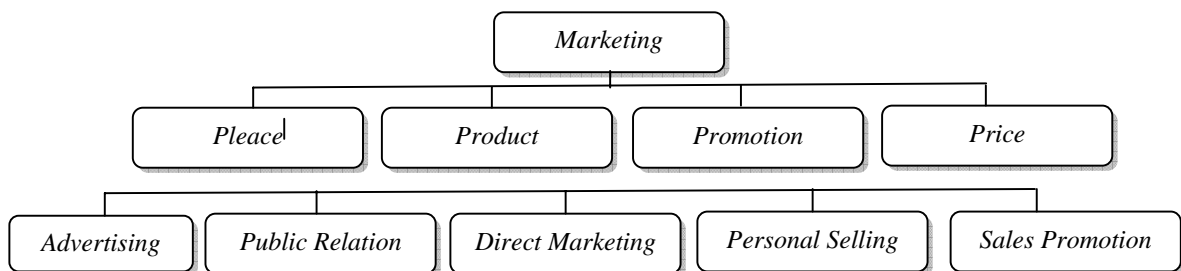 Marketing
Pleace
Product
Promotion
Price
Advertising
Public Relation
Direct Marketing
Personal Selling
Sales Promotion